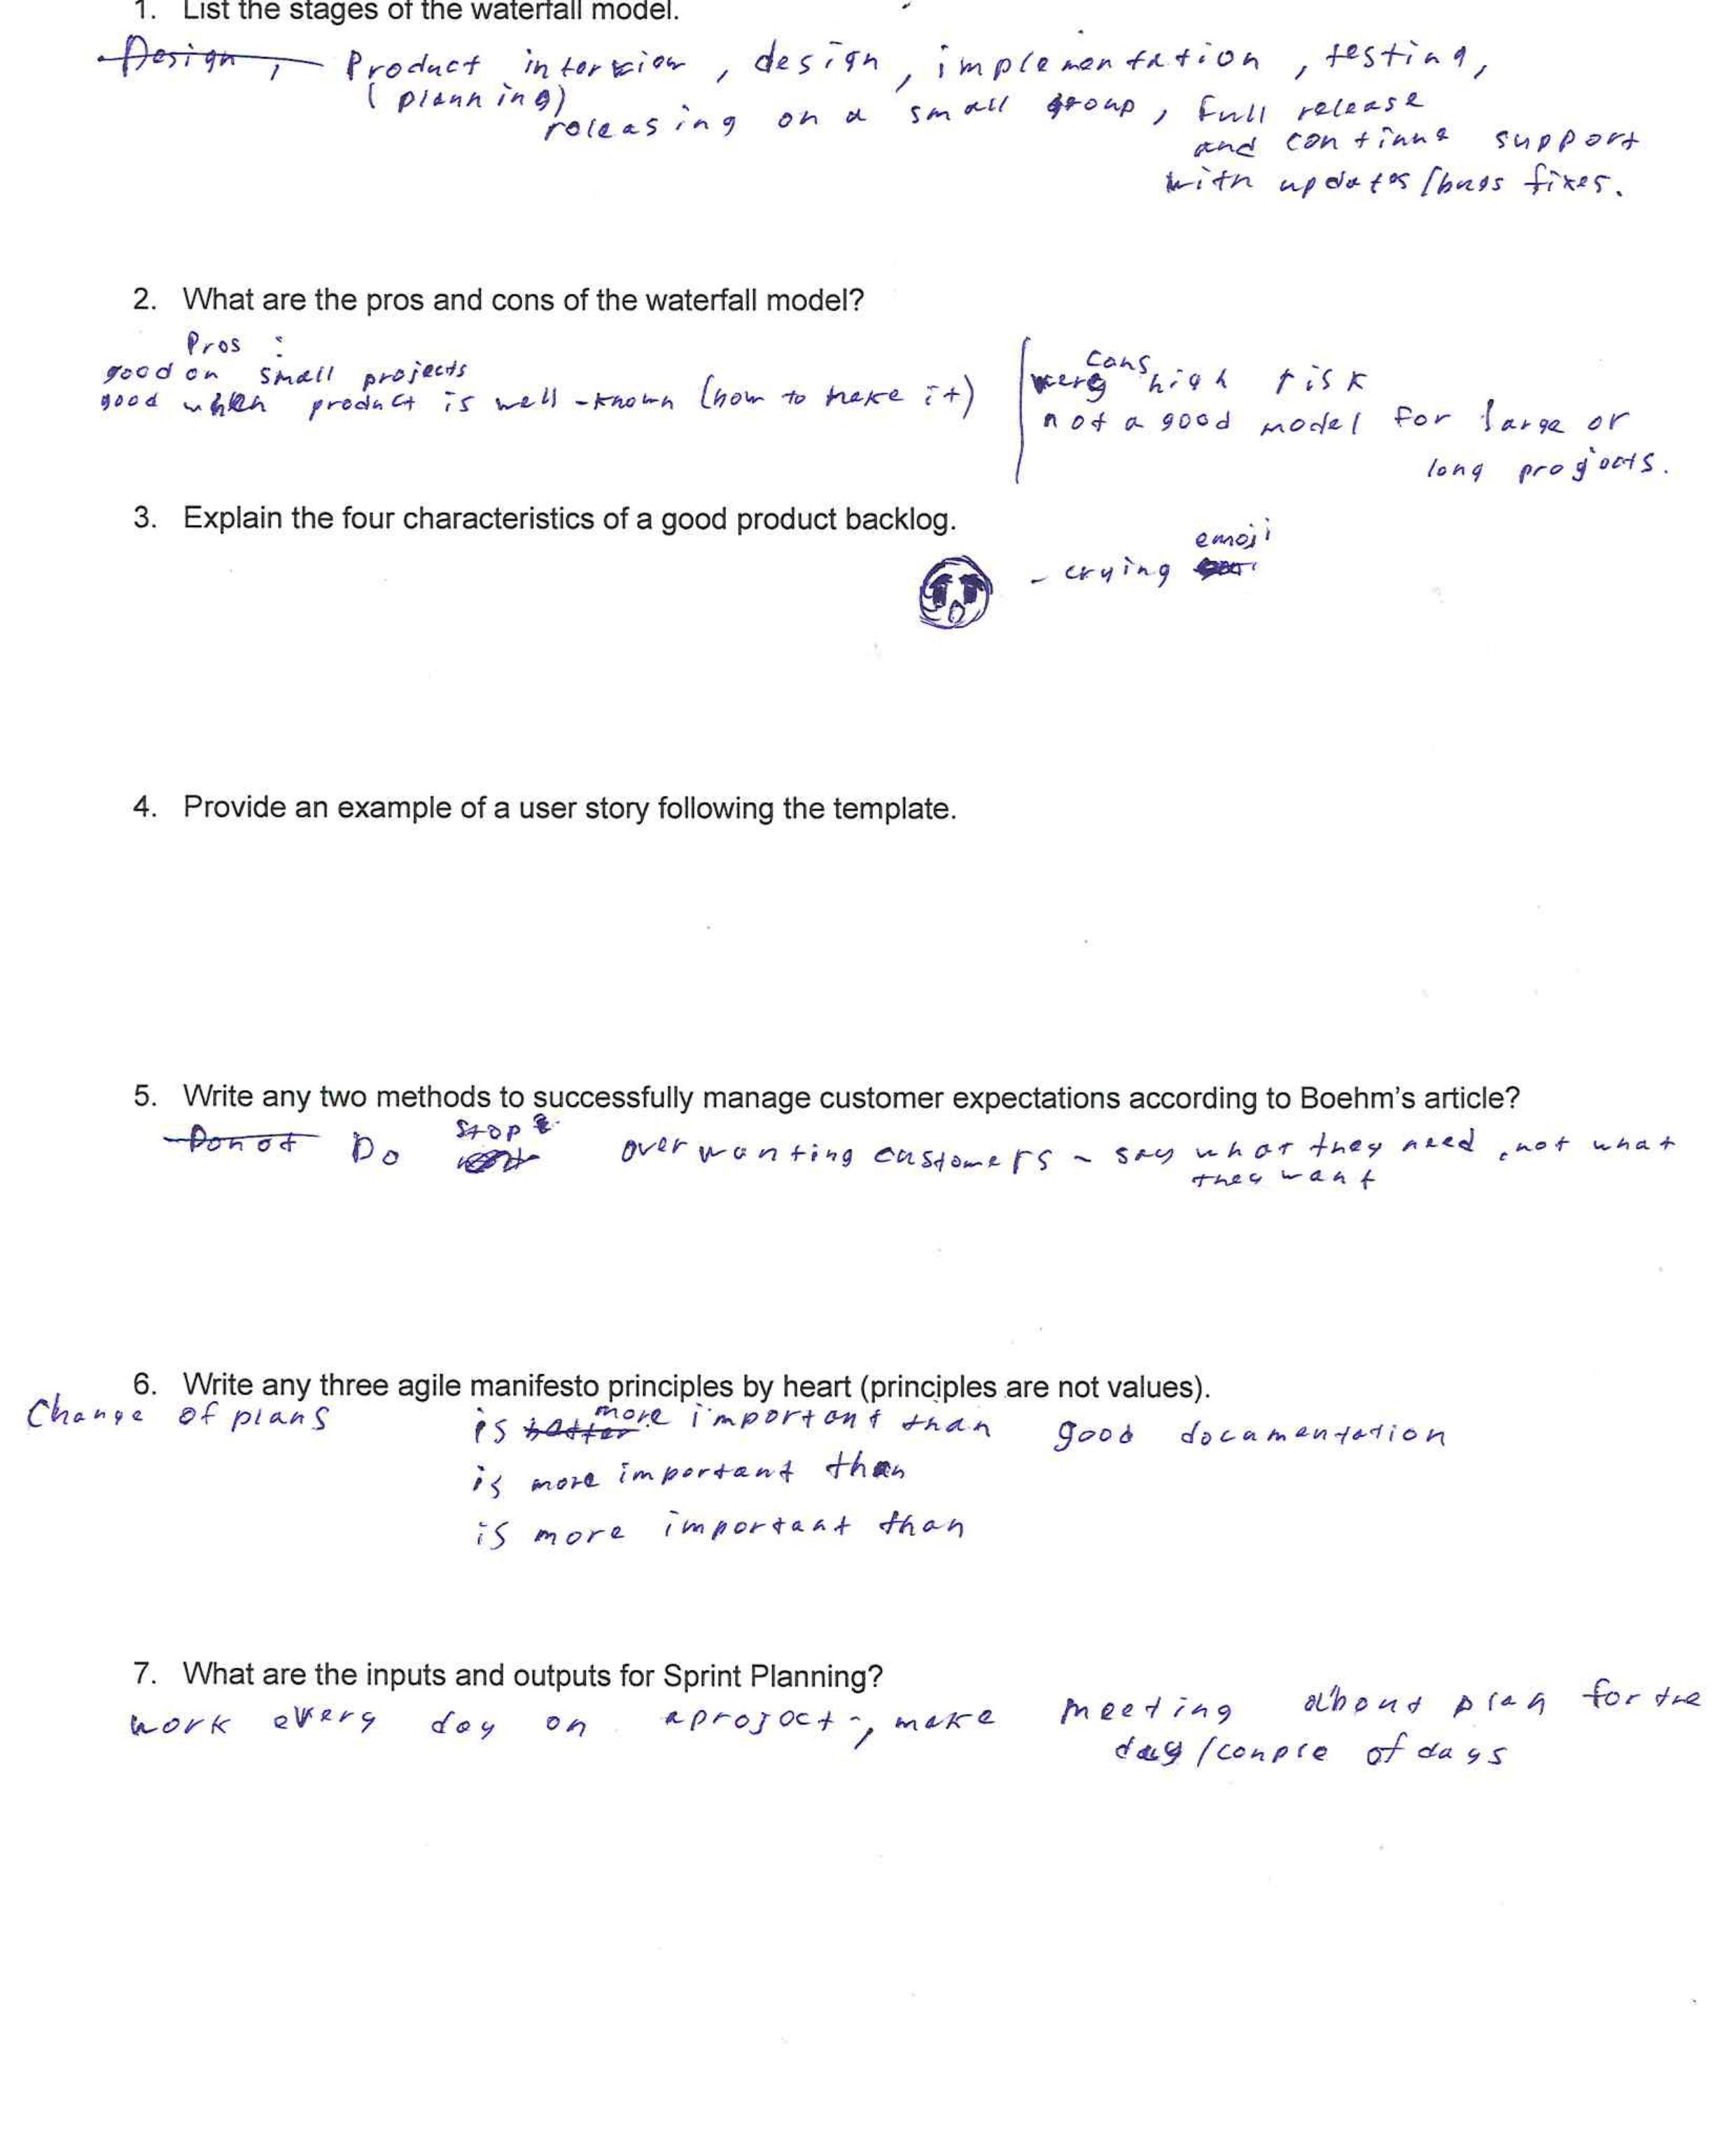 1. List the stages of the waterfall model.
Design, Product interview, design, implementation, testing,
(planning)
releasing on a small group, full release
and continue support
with updates/bugs fixes.
2. What are the pros and cons of the waterfall model?
Pros :
good on small projects
good when product is well-known (how to make it)
cons
very high risk
not a good model for large or
long progects.
3. Explain the four characteristics of a good product backlog.
emoji
- crying
4. Provide an example of a user story following the template.
5. Write any two methods to successfully manage customer expectations according to Boehm's article?
Do not Do stop overwanting customers ~ say what they need, not what
they want
6. Write any three agile manifesto principles by heart (principles are not values).
Change of plans is better more important than good documentation
is more important than
is more important than
7. What are the inputs and outputs for Sprint Planning?
work every day on a project, make meeting about plan for the
day/couple of days